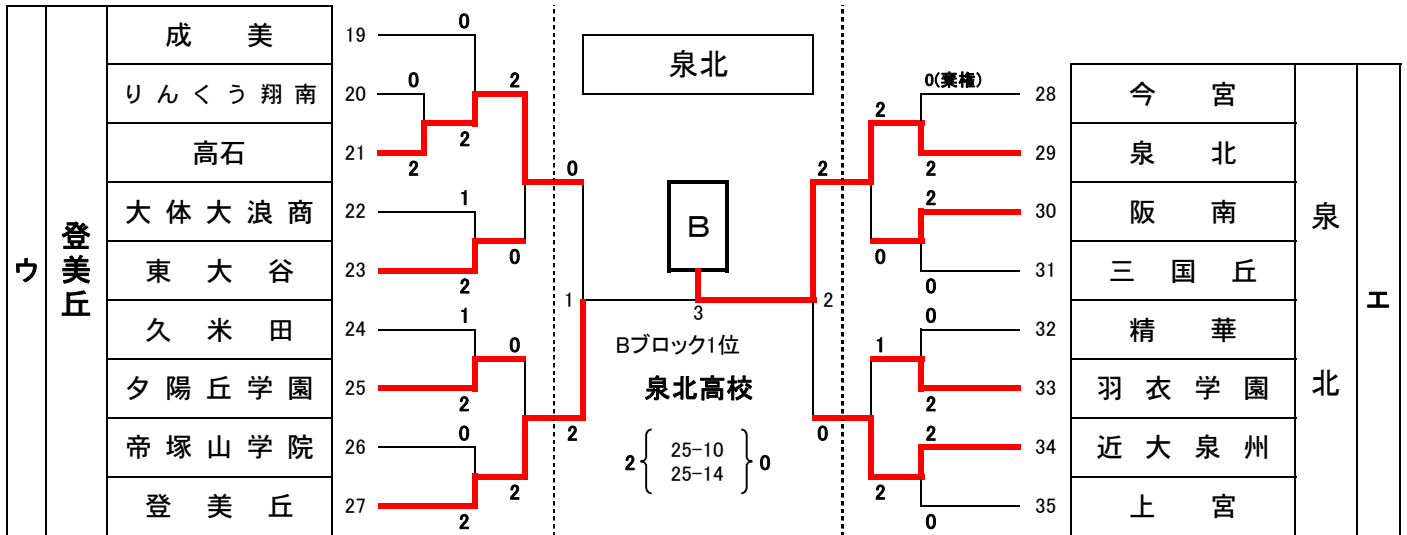 ウ
登美丘
成 美 19
りんくう翔南 20
高石 21
大体大浪商 22
東大谷 23
久米田 24
夕陽丘学園 25
帝塚山学院 26
登美丘 27
0
0
2
2
2
1
2
0
1
2
0
0
2
2
0
2
1
2
泉北
B
3
Bブロック1位
泉北高校
2 { 25-10 25-14 } 0
2
2
0
0(棄権)
2
2
2
0
0
0
1
2
2
2
0
28 今 宮
29 泉 北
30 阪 南
31 三国丘
32 精 華
33 羽衣学園
34 近大泉州
35 上 宮
泉北
エ